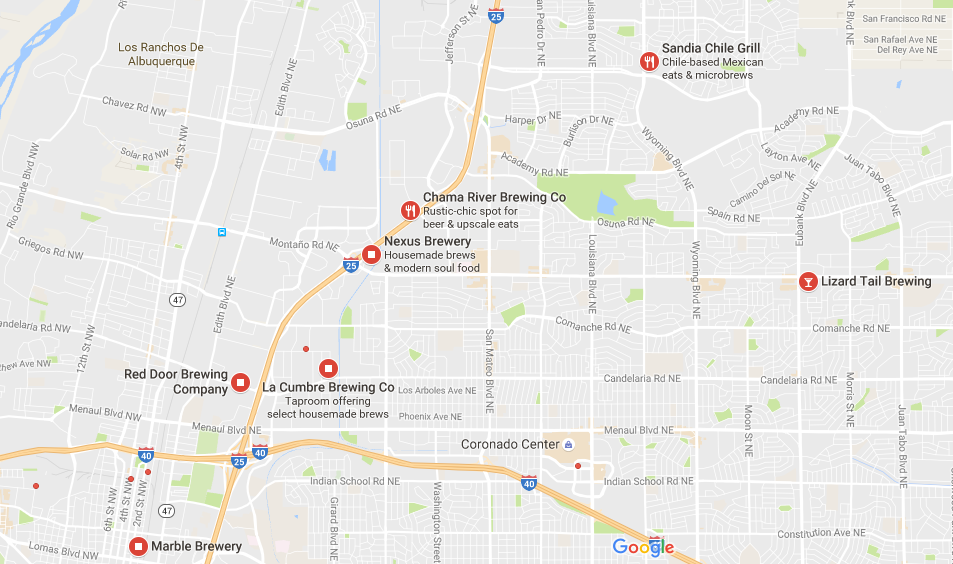 25
San Francisco Rd NE
San Rafael Ave NE
Del Rey Ave NE
Jefferson St NE
San Pedro Dr NE
Louisiana Blvd NE
Eubank Blvd NE
Los Ranchos De
Albuquerque
Sandia Chile Grill
Chile-based Mexican
eats & microbrews
Edith Blvd NE
Chavez Rd NW
Osuna Rd NE
Harper Dr NE
Burlison Dr NE
Wyoming Blvd NE
Academy Rd NE
4th St NW
Solar Rd NW
Rio Grande Blvd NW
Academy Rd NE
Layton Ave NE
Juan Tabo Blvd NE
Camino Del Sol NE
Chama River Brewing Co
Rustic-chic spot for
beer & upscale eats
Osuna Rd NE
Spain Rd NE
Eubank Blvd NE
Griegos Rd NW
Montaño Rd NE
Nexus Brewery
Housemade brews
& modern soul food
25
Louisiana Blvd NE
Wyoming Blvd NE
Lizard Tail Brewing
47
Edith Blvd NE
Candelaria Rd NW
12th St NW
San Mateo Blvd NE
Comanche Rd NE
Comanche Rd NE
Matthew Ave NW
Red Door Brewing
Company
La Cumbre Brewing Co
Taproom offering
select housemade brews
Los Arboles Ave NE
Candelaria Rd NE
Candelaria Rd NE
Morris St NE
Menaul Blvd NW
Phoenix Ave NE
Menaul Blvd NE
Menaul Blvd NE
Moon St NE
Juan Tabo Blvd NE
Coronado Center
40
25
40
40
Indian School Rd NE
Indian School Rd NE
6th St NW
4th St NW
2nd St NW
47
Girard Blvd NE
Washington Street
Constitution Ave NE
Lomas Blvd NW
Marble Brewery
Google